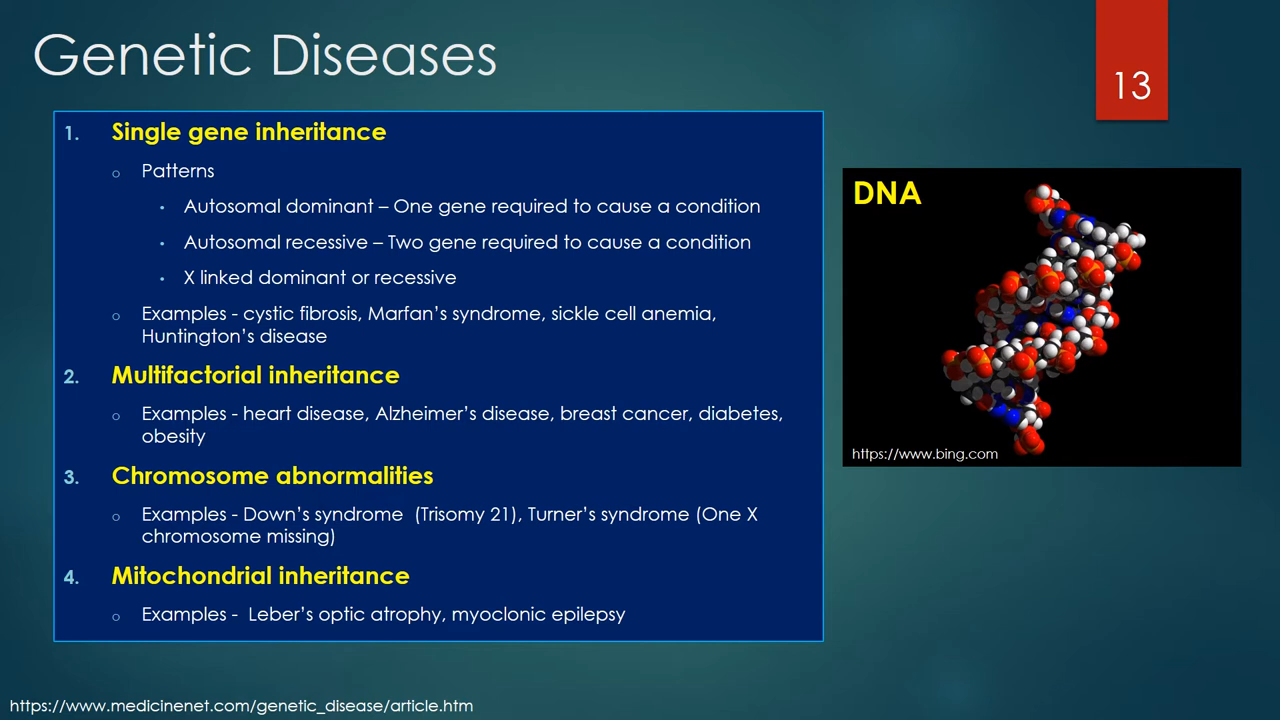 Genetic Diseases
13
1. Single gene inheritance
o Patterns
• Autosomal dominant – One gene required to cause a condition
• Autosomal recessive – Two gene required to cause a condition
• X linked dominant or recessive
o Examples - cystic fibrosis, Marfan's syndrome, sickle cell anemia,
Huntington's disease
2. Multifactorial inheritance
o Examples - heart disease, Alzheimer's disease, breast cancer, diabetes,
obesity
3. Chromosome abnormalities
o Examples - Down's syndrome (Trisomy 21), Turner's syndrome (One X
chromosome missing)
4. Mitochondrial inheritance
o Examples - Leber's optic atrophy, myoclonic epilepsy
DNA
https://www.bing.com
https://www.medicinenet.com/genetic_disease/article.htm